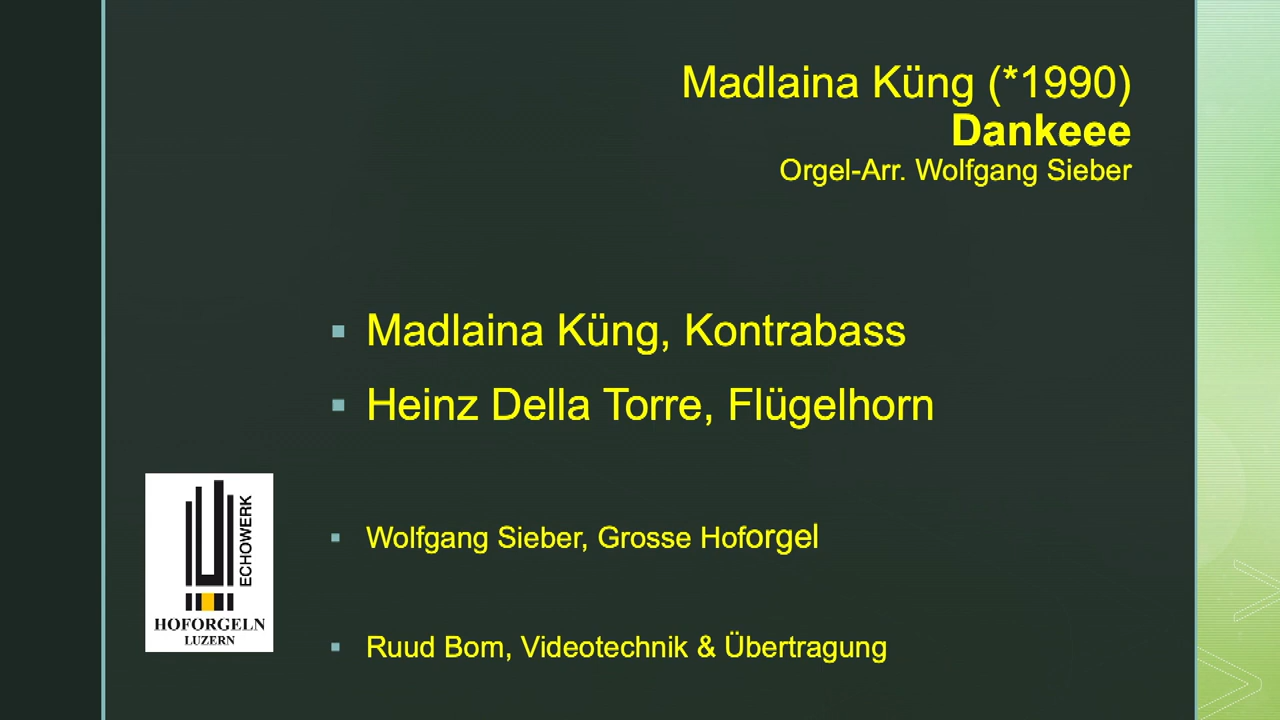 Madlaina Küng (*1990)
Dankeee
Orgel-Arr. Wolfgang Sieber
▪ Madlaina Küng, Kontrabass
▪ Heinz Della Torre, Flügelhorn
▪ Wolfgang Sieber, Grosse Hoforgel
▪ Ruud Bom, Videotechnik & Übertragung
ECHOWERK
HOFORGELN
LUZERN